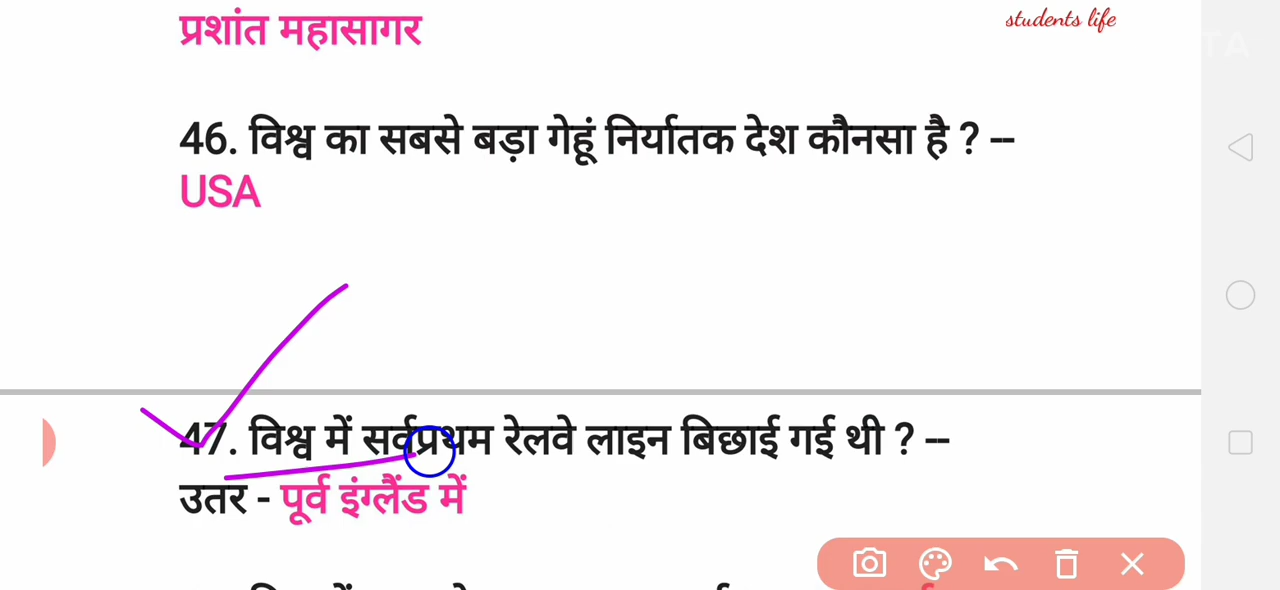 students life
प्रशांत महासागर
TA
46. विश्व का सबसे बड़ा गेहूं निर्यातक देश कौनसा है ? --
USA
47. विश्व में सर्वप्रथम रेलवे लाइन बिछाई गई थी ? --
उतर - पूर्व इंग्लैंड में